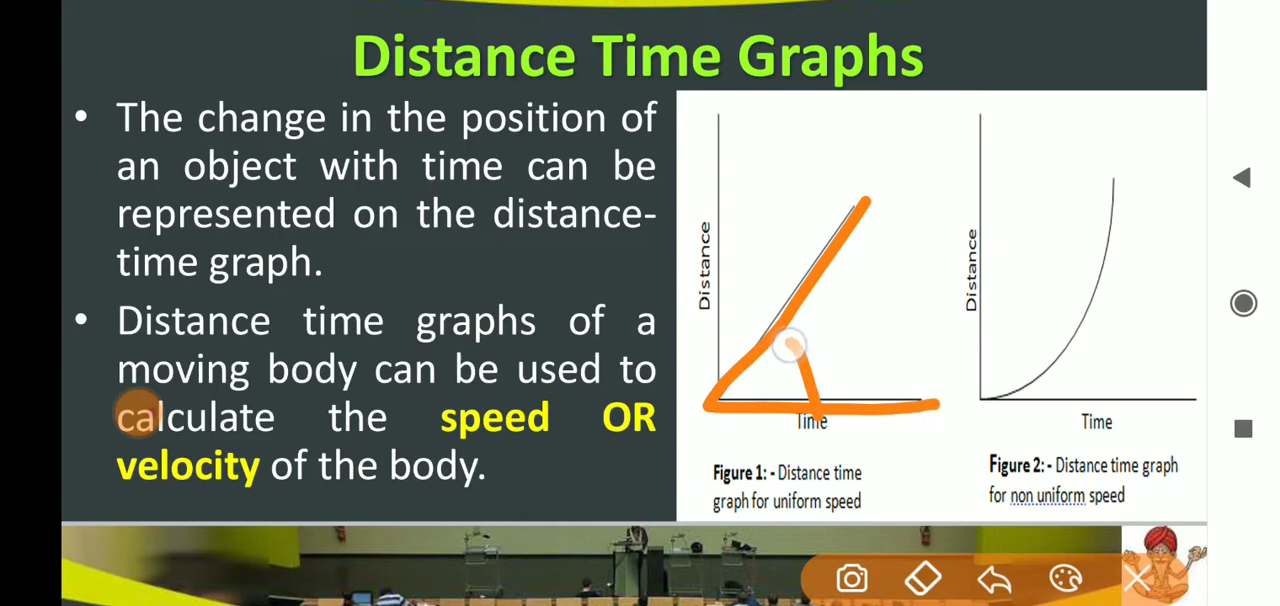 Distance Time Graphs
• The change in the position of
an object with time can be
represented on the distance-
time graph.
• Distance time graphs of a
moving body can be used to
calculate the speed OR
velocity of the body.
Distance
Time
Figure 1: - Distance time
graph for uniform speed
Distance
Time
Figure 2: - Distance time graph
for non uniform speed